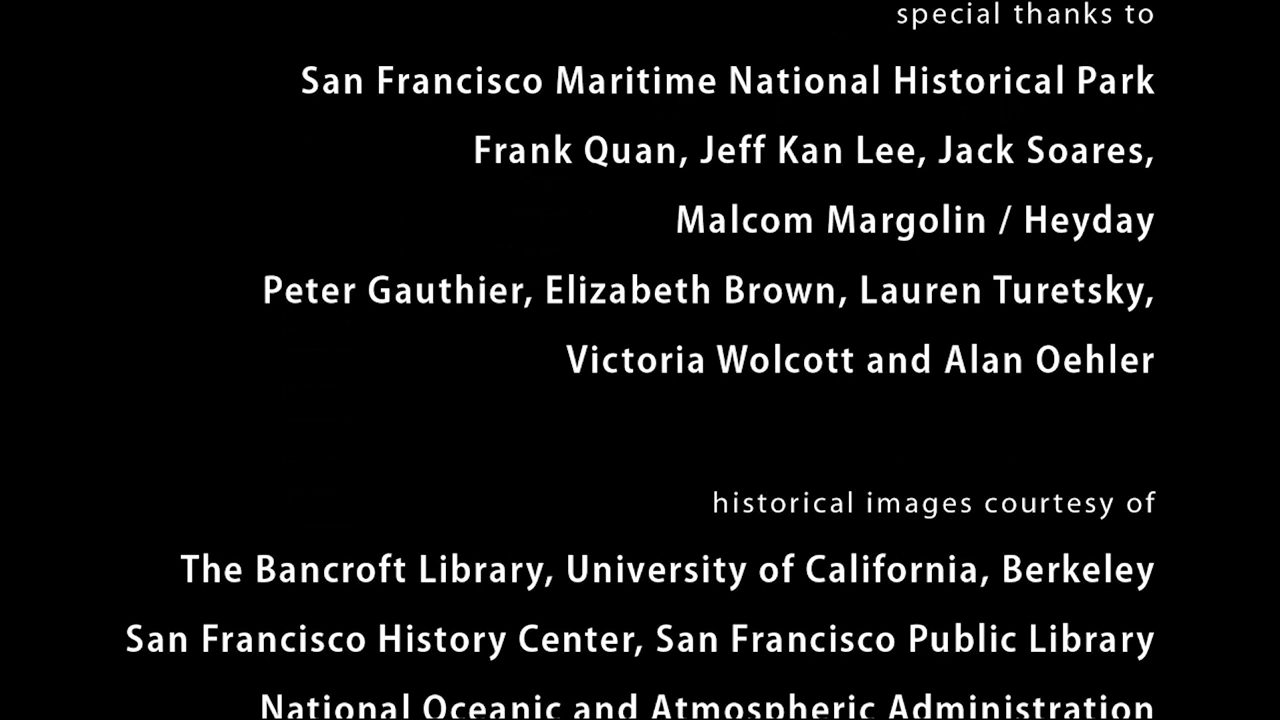 special thanks to
San Francisco Maritime National Historical Park
Frank Quan, Jeff Kan Lee, Jack Soares,
Malcom Margolin / Heyday
Peter Gauthier, Elizabeth Brown, Lauren Turetsky,
Victoria Wolcott and Alan Oehler
historical images courtesy of
The Bancroft Library, University of California, Berkeley
San Francisco History Center, San Francisco Public Library
National Oceanic and Atmospheric Administration